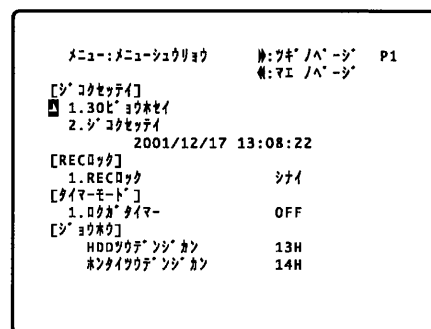 ﾒﾆｭｰ:ﾒﾆｭｰｼｭｳﾘｮｳ ⏩:ﾂｷﾞﾉﾍﾟｰｼﾞ P1
⏪:ﾏｴ ﾉﾍﾟｰｼﾞ
[ｼﾞｺｸｾｯﾃｲ]
1.30ﾋﾞｮｳﾎｾｲ
2.ｼﾞｺｸｾｯﾃｲ
2001/12/17 13:08:22
[RECﾛｯｸ]
1.RECﾛｯｸ ｼﾅｲ
[ﾀｲﾏｰﾓｰﾄﾞ]
1.ﾛｸｶﾞﾀｲﾏｰ OFF
[ｼﾞｮｳﾎｳ]
HDDﾂｳﾃﾞﾝｼﾞｶﾝ 13H
ﾎﾝﾀｲﾂｳﾃﾞﾝｼﾞｶﾝ 14H